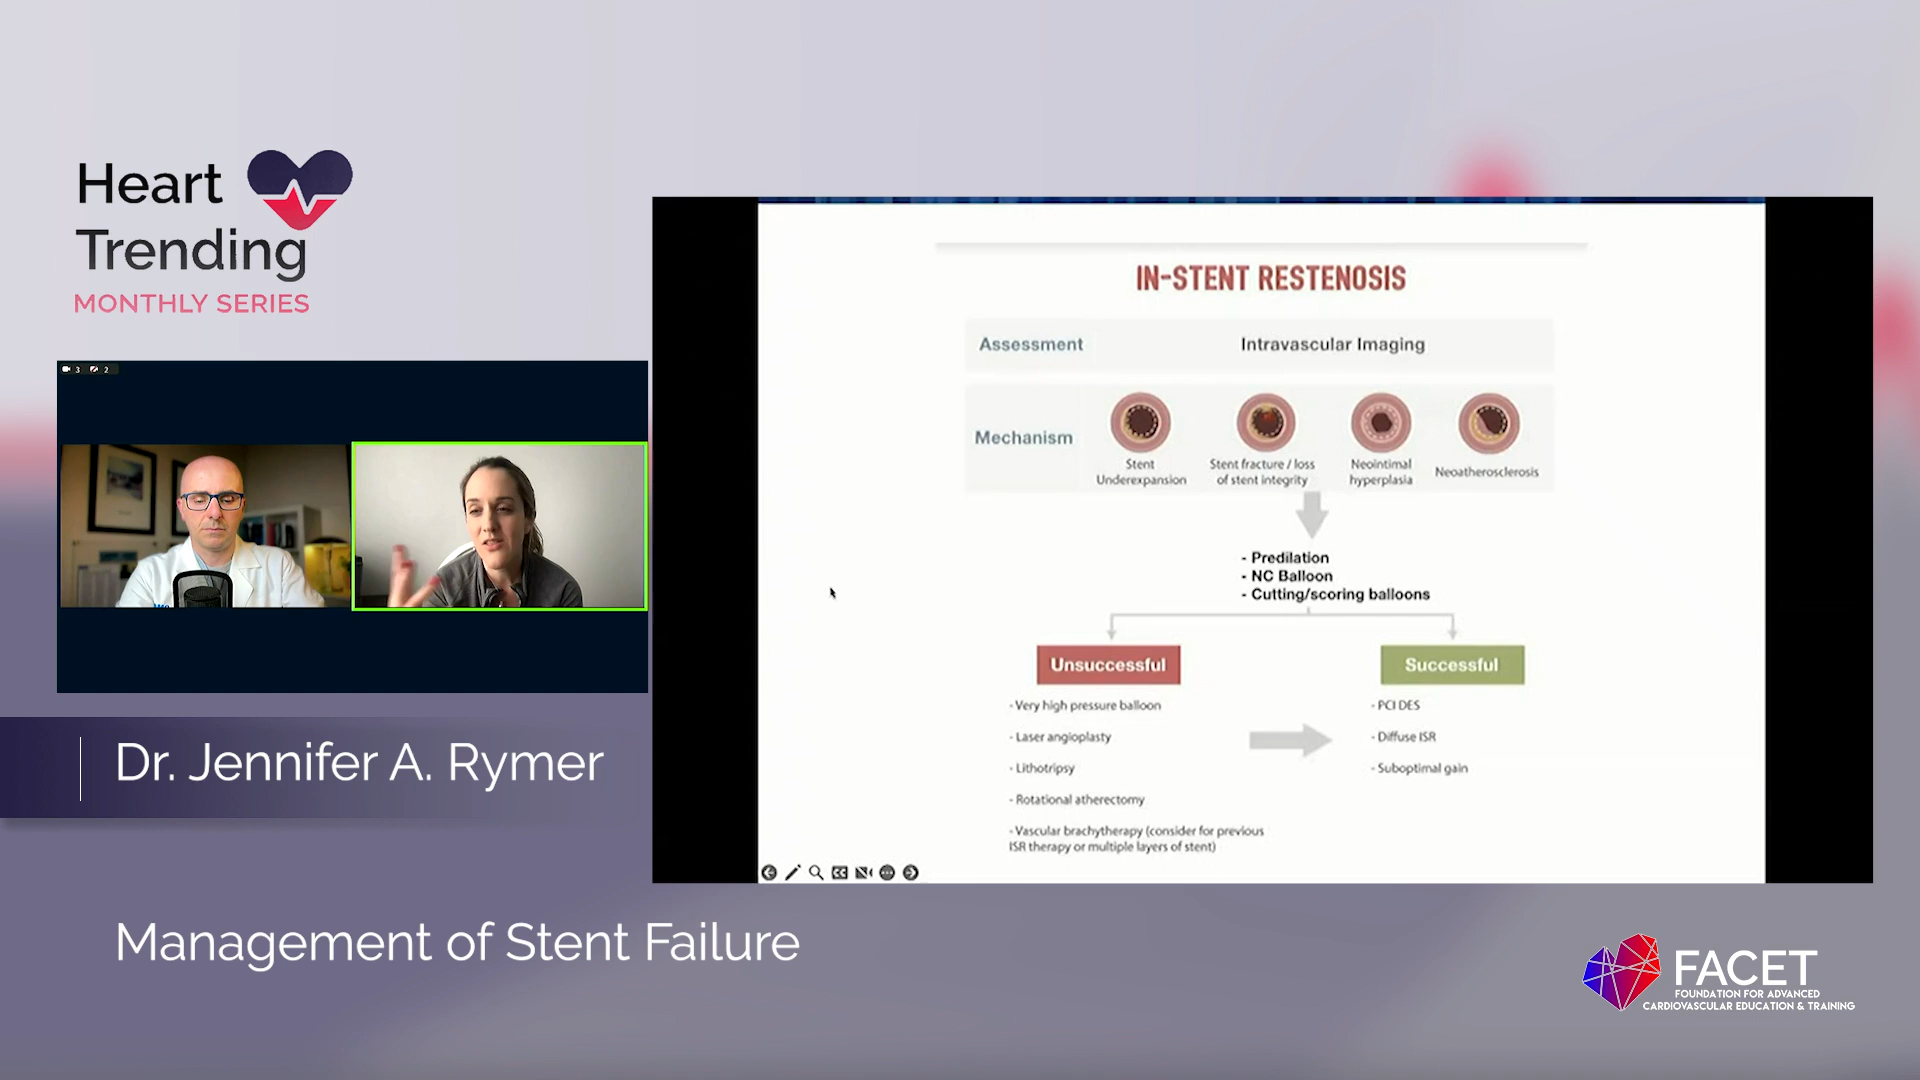 Heart
Trending
MONTHLY SERIES
3 2
Dr. Jennifer A. Rymer
Management of Stent Failure
IN-STENT RESTENOSIS
Assessment
Intravascular Imaging
Mechanism
Stent
Underexpansion
Stent fracture / loss
of stent integrity
Neointimal
hyperplasia
Neoatherosclerosis
- Predilation
- NC Balloon
- Cutting/scoring balloons
Unsuccessful
- Very high pressure balloon
- Laser angioplasty
- Lithotripsy
- Rotational atherectomy
- Vascular brachytherapy (consider for previous
ISR therapy or multiple layers of stent)
Successful
- PCI DES
- Diffuse ISR
- Suboptimal gain
FACET
FOUNDATION FOR ADVANCED
CARDIOVASCULAR EDUCATION & TRAINING